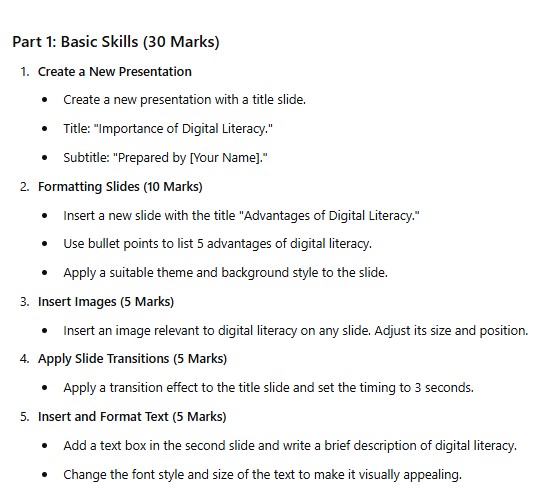 Part 1: Basic Skills (30 Marks)
1. Create a New Presentation
• Create a new presentation with a title slide.
• Title: "Importance of Digital Literacy."
• Subtitle: "Prepared by [Your Name]."
2. Formatting Slides (10 Marks)
• Insert a new slide with the title "Advantages of Digital Literacy."
• Use bullet points to list 5 advantages of digital literacy.
• Apply a suitable theme and background style to the slide.
3. Insert Images (5 Marks)
• Insert an image relevant to digital literacy on any slide. Adjust its size and position.
4. Apply Slide Transitions (5 Marks)
• Apply a transition effect to the title slide and set the timing to 3 seconds.
5. Insert and Format Text (5 Marks)
• Add a text box in the second slide and write a brief description of digital literacy.
• Change the font style and size of the text to make it visually appealing.